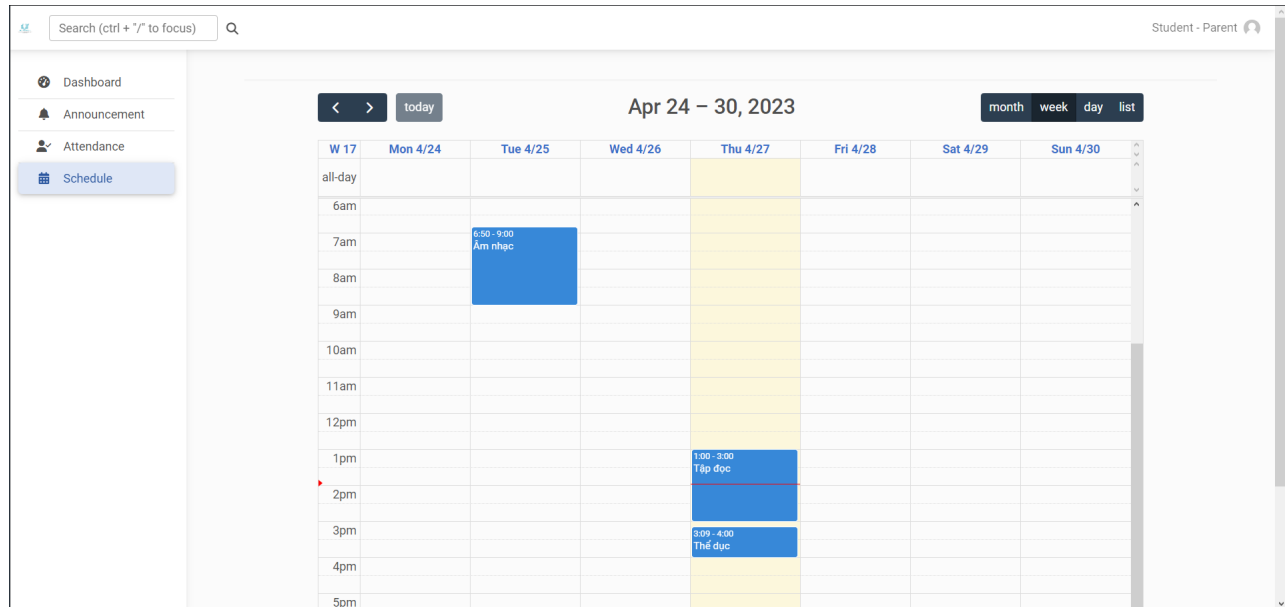 Search (ctrl + "/" to focus)
Student - Parent
Dashboard
Announcement
Attendance
Schedule
today
Apr 24 – 30, 2023
month week day list
W 17 Mon 4/24 Tue 4/25 Wed 4/26 Thu 4/27 Fri 4/28 Sat 4/29 Sun 4/30
all-day
6am
6:50 - 9:00
Âm nhạc
7am
8am
9am
10am
11am
12pm
1pm
1:00 - 3:00
Tập đọc
2pm
3pm
3:09 - 4:00
Thể dục
4pm
5pm